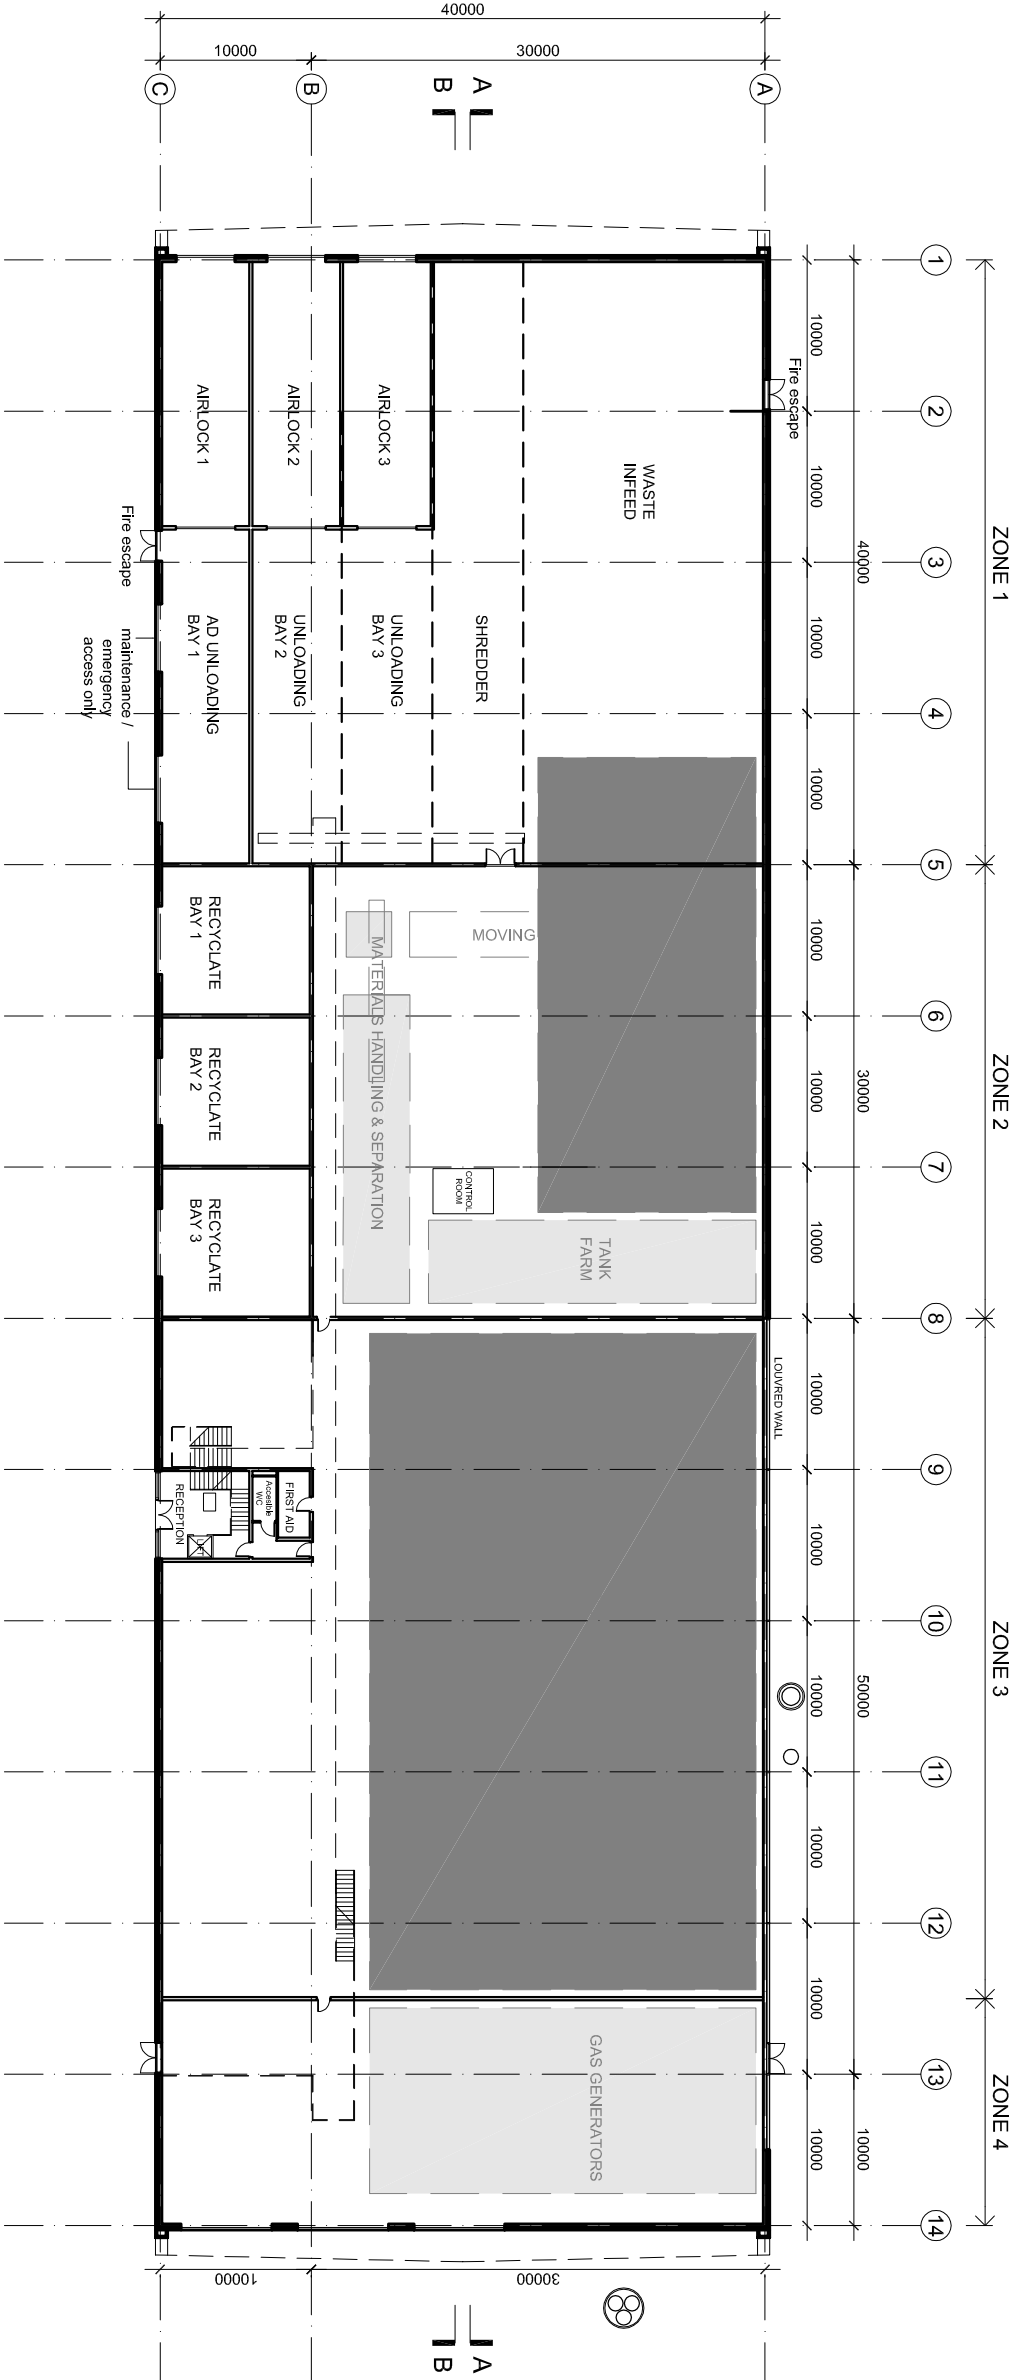 40000
10000
30000
C
B
A
B
A
1
2
3
4
5
6
7
8
9
10
11
12
13
14
ZONE 1
ZONE 2
ZONE 3
ZONE 4
40000
30000
50000
10000
10000
10000
10000
10000
10000
10000
10000
10000
10000
10000
10000
10000
10000
Fire escape
AIRLOCK 1
AIRLOCK 2
AIRLOCK 3
WASTE
INFEED
Fire escape
maintenance /
emergency
access only
AD UNLOADING
BAY 1
UNLOADING
BAY 2
UNLOADING
BAY 3
SHREDDER
RECYCLATE
BAY 1
RECYCLATE
BAY 2
RECYCLATE
BAY 3
MOVING
MATERIALS HANDLING & SEPARATION
CONTROL
ROOM
TANK
FARM
LOUVRED WALL
RECEPTION
LIFT
Accesible
WC
FIRST AID
GAS GENERATORS
10000
30000
B
A